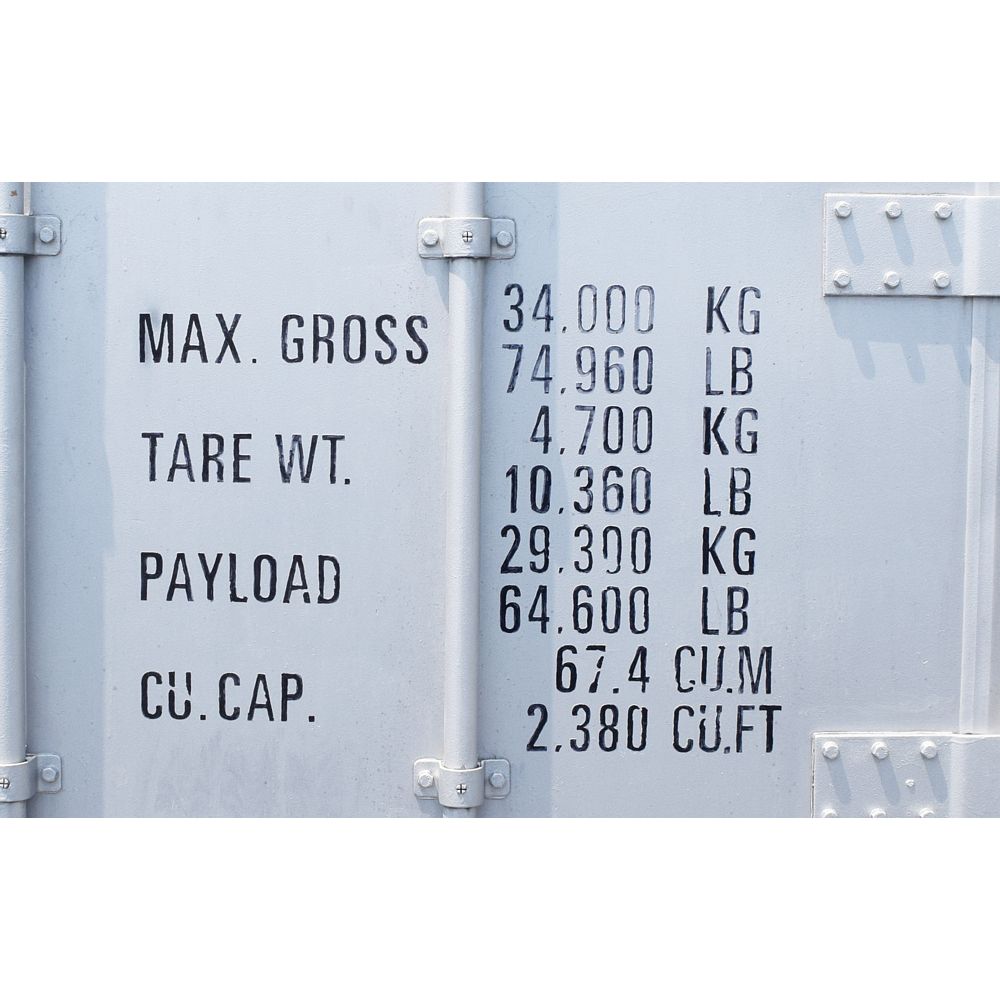 MAX. GROSS 34.000 KG
74.960 LB
TARE WT. 4.700 KG
10.360 LB
PAYLOAD 29.300 KG
64.600 LB
CU.CAP. 67.4 CU.M
2.380 CU.FT